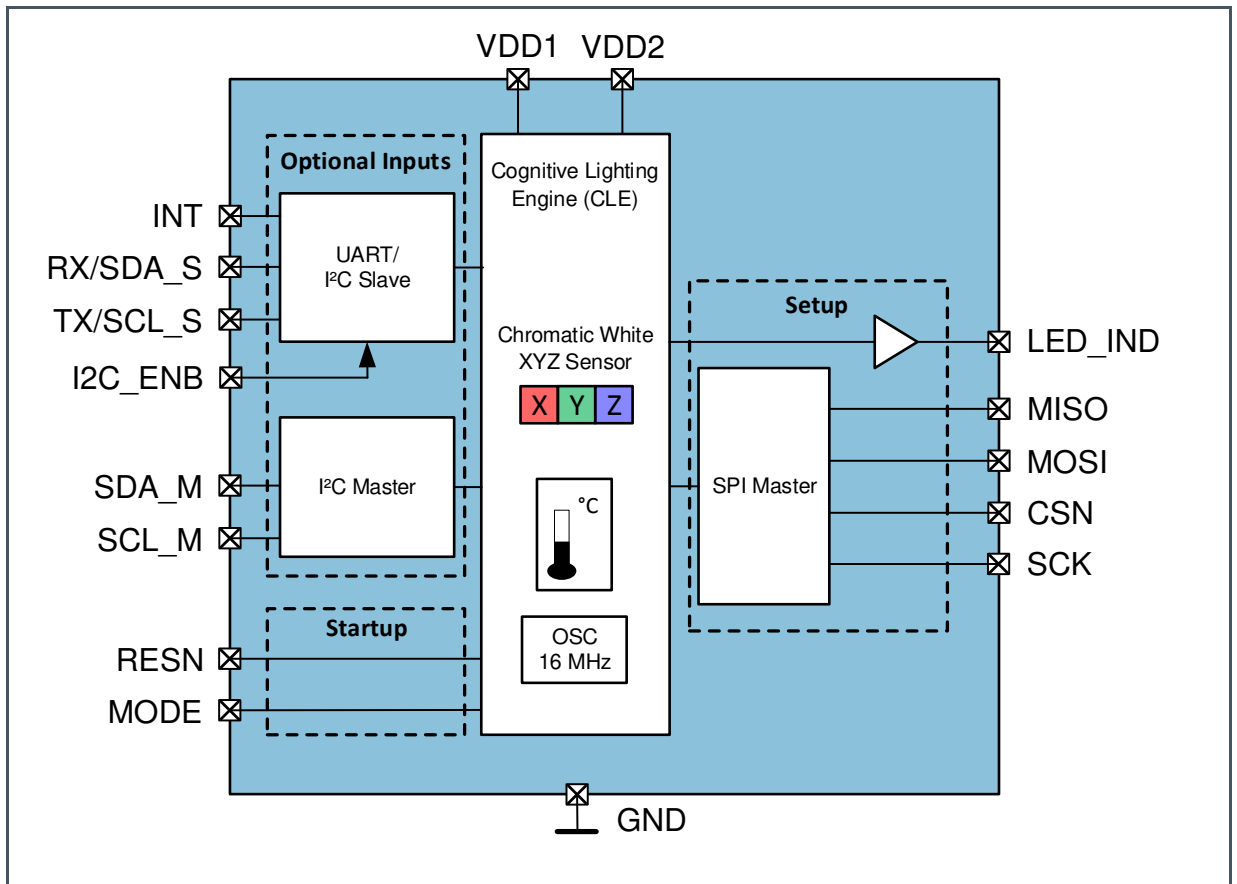 VDD1 VDD2
Optional Inputs
Cognitive Lighting
Engine (CLE)
INT
RX/SDA_S
TX/SCL_S
I2C_ENB
UART/
I²C Slave
Chromatic White
XYZ Sensor
X Y Z
Setup
LED_IND
MISO
MOSI
CSN
SCK
SPI Master
SDA_M
SCL_M
I²C Master
°C
Startup
RESN
MODE
OSC
16 MHz
GND